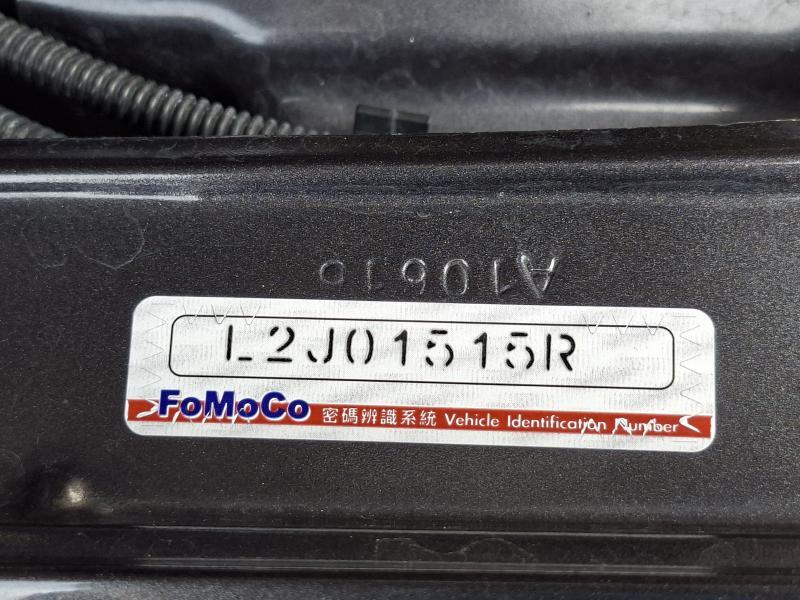 L2J01515R
FoMoCo 密碼辨識系統 Vehicle Identification Number